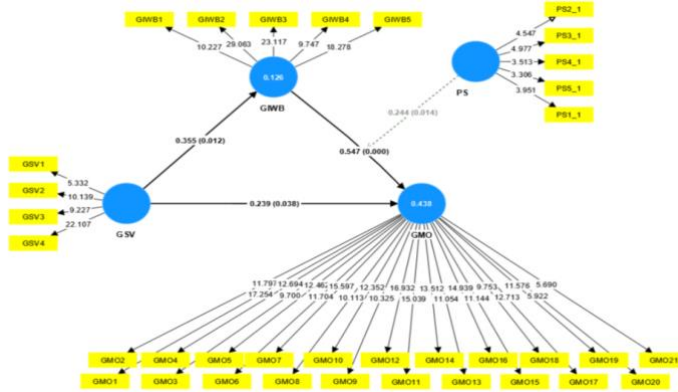 GIWB1 GIWB2 GIWB3 GIWB4 GIWB5
10.227 29.063 23.117 9.747 18.278
0.126
GIWB
PS2_1
PS3_1
PS4_1
PS5_1
PS1_1
4.547
4.977
3.513
3.306
3.951
PS
0.244 (0.014)
0.355 (0.012)
0.547 (0.000)
GSV1
GSV2
GSV3
GSV4
5.332
10.139
9.227
22.107
GSV
0.239 (0.038)
0.438
GMO
11.797 12.694 12.462 15.597 12.352 16.932 13.512 14.939 9.753 11.576 5.690
17.254 9.700 11.704 10.113 10.325 15.039 11.054 11.144 12.713 5.922
GMO2 GMO4 GMO5 GMO7 GMO10 GMO12 GMO14 GMO16 GMO18 GMO19 GMO21
GMO1 GMO3 GMO6 GMO8 GMO9 GMO11 GMO13 GMO15 GMO17 GMO20